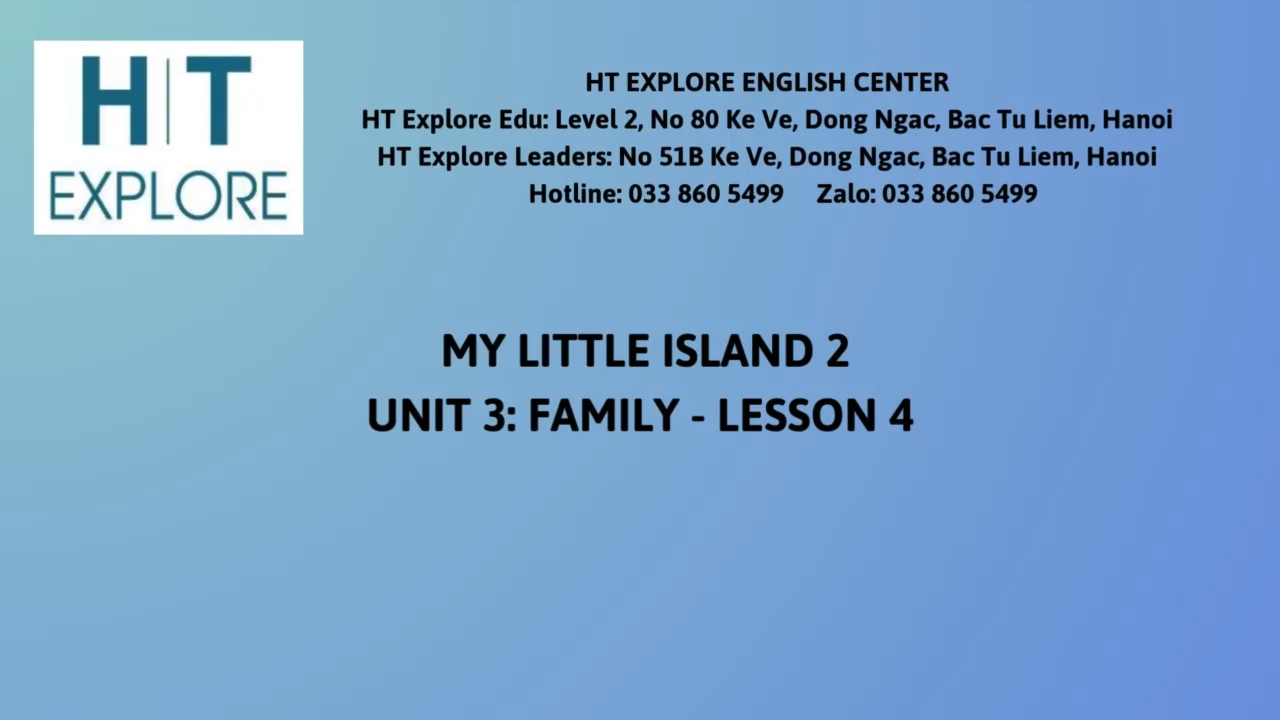 H|T
EXPLORE
HT EXPLORE ENGLISH CENTER
HT Explore Edu: Level 2, No 80 Ke Ve, Dong Ngac, Bac Tu Liem, Hanoi
HT Explore Leaders: No 51B Ke Ve, Dong Ngac, Bac Tu Liem, Hanoi
Hotline: 033 860 5499 Zalo: 033 860 5499
MY LITTLE ISLAND 2
UNIT 3: FAMILY - LESSON 4